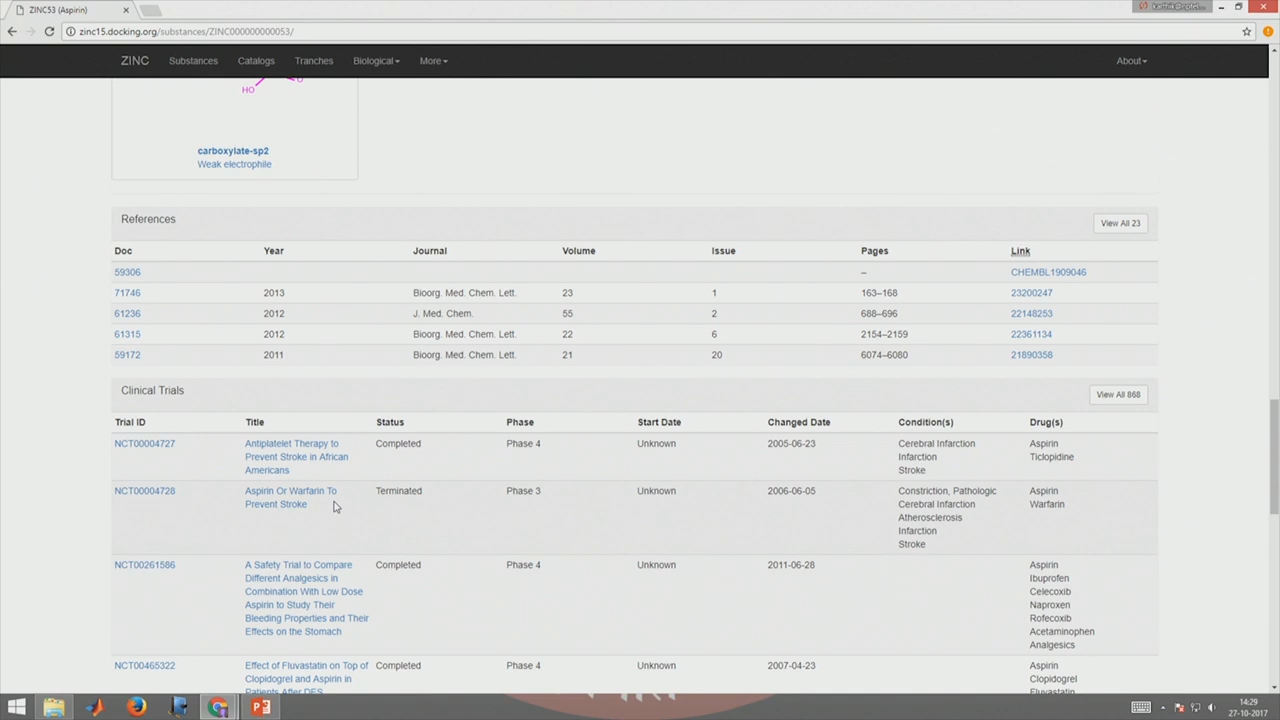 ZINC53 (Aspirin)
zinc15.docking.org/substances/ZINC000000000053/
ZINC Substances Catalogs Tranches Biological More About
HO
carboxylate-sp2
Weak electrophile
References View All 23
Doc Year Journal Volume Issue Pages Link
59306 – CHEMBL1909046
71746 2013 Bioorg. Med. Chem. Lett. 23 1 163–168 23200247
61236 2012 J. Med. Chem. 55 2 688–696 22148253
61315 2012 Bioorg. Med. Chem. Lett. 22 6 2154–2159 22361134
59172 2011 Bioorg. Med. Chem. Lett. 21 20 6074–6080 21890358
Clinical Trials View All 868
Trial ID Title Status Phase Start Date Changed Date Condition(s) Drug(s)
NCT00004727 Antiplatelet Therapy to Completed Phase 4 Unknown 2005-06-23 Cerebral Infarction Aspirin
Prevent Stroke in African Infarction Ticlopidine
Americans Stroke
NCT00004728 Aspirin Or Warfarin To Terminated Phase 3 Unknown 2006-06-05 Constriction, Pathologic Aspirin
Prevent Stroke Cerebral Infarction Warfarin
Atherosclerosis
Infarction
Stroke
NCT00261586 A Safety Trial to Compare Completed Phase 4 Unknown 2011-06-28 Aspirin
Different Analgesics in Ibuprofen
Combination With Low Dose Celecoxib
Aspirin to Study Their Naproxen
Bleeding Properties and Their Rofecoxib
Effects on the Stomach Acetaminophen
Analgesics
NCT00465322 Effect of Fluvastatin on Top of Completed Phase 4 Unknown 2007-04-23 Aspirin
Clopidogrel and Aspirin in Clopidogrel
Patients After DES Fluvastatin
14:29
27-10-2017